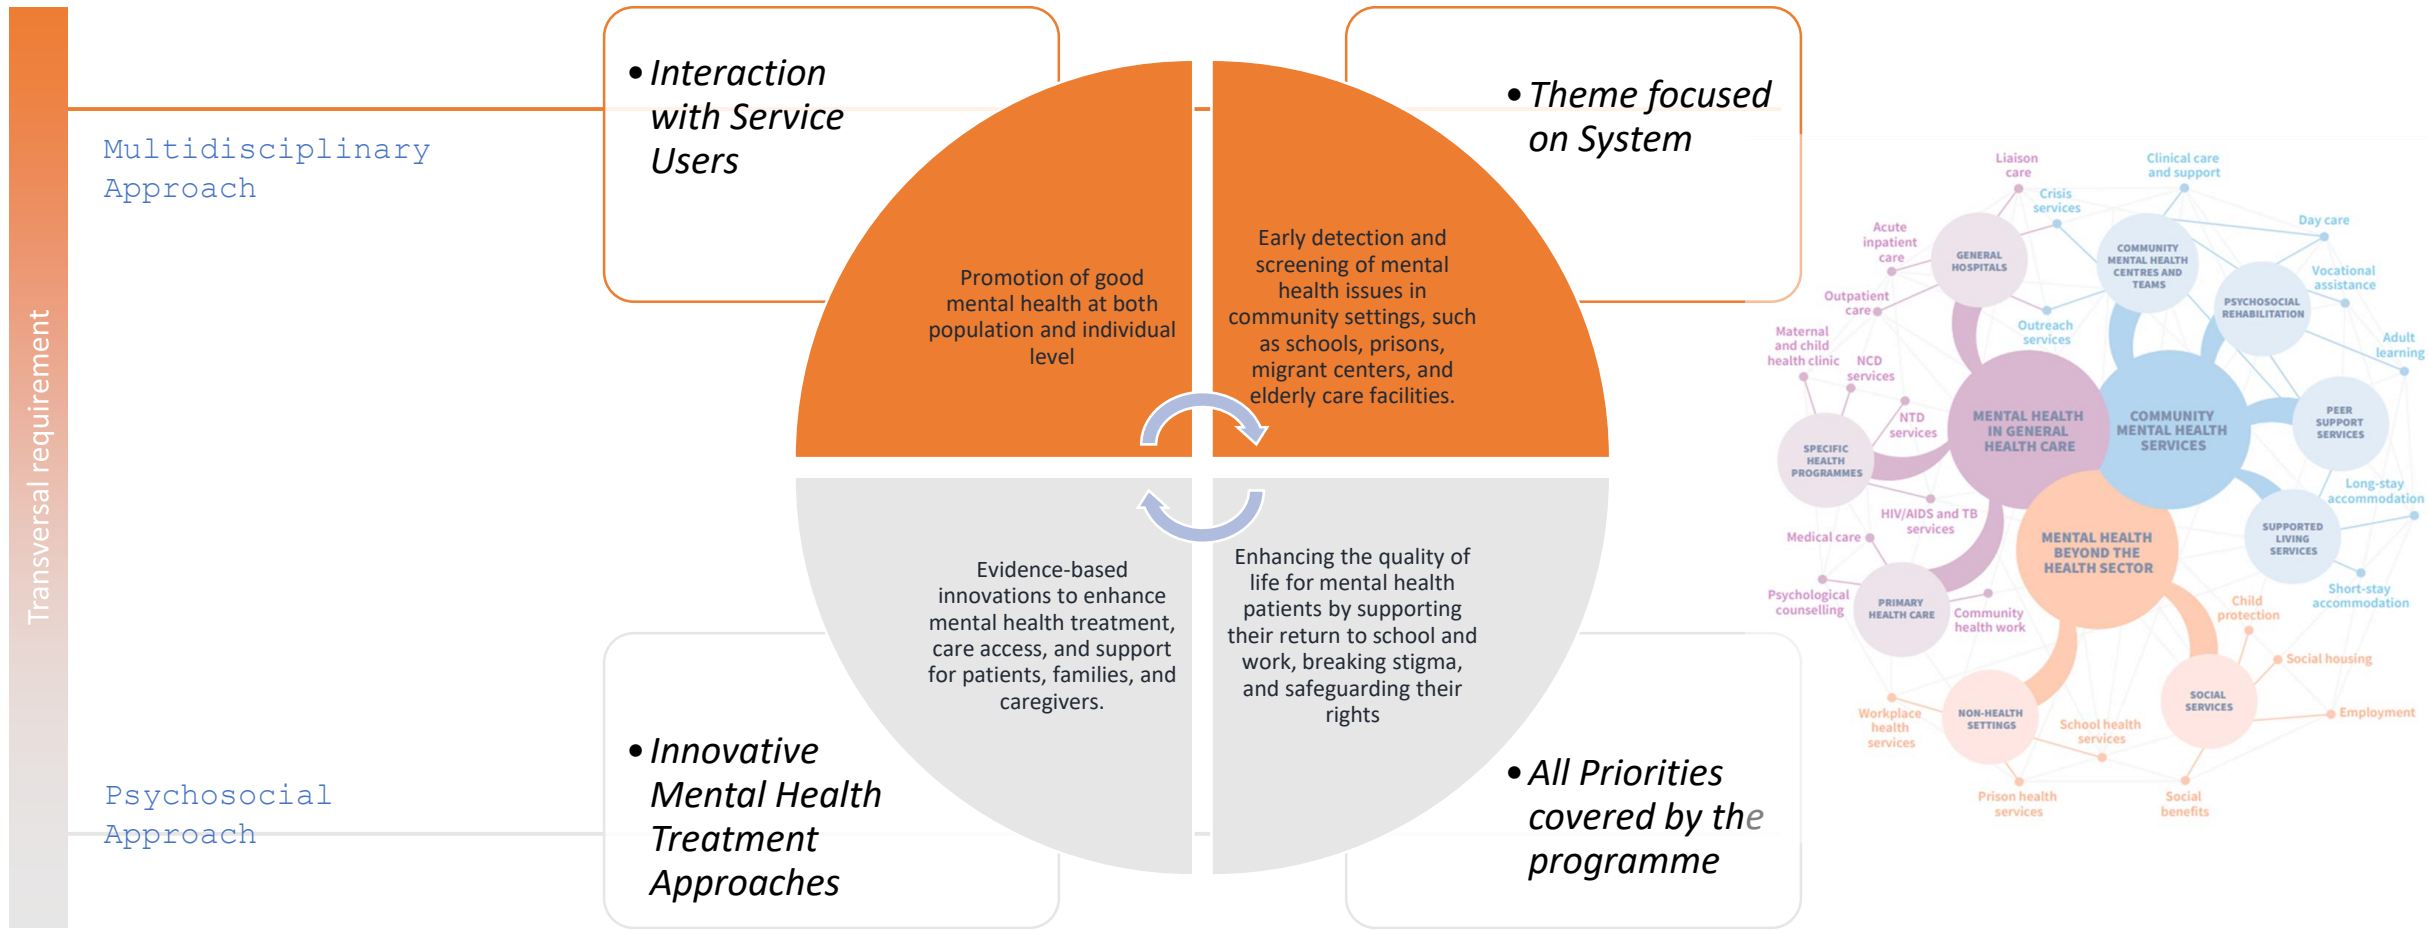 Transversal requirement
Multidisciplinary
Approach
Psychosocial
Approach
• Interaction
with Service
Users
• Theme focused
on System
Promotion of good
mental health at both
population and individual
level
Early detection and
screening of mental
health issues in
community settings, such
as schools, prisons,
migrant centers, and
elderly care facilities.
Evidence-based
innovations to enhance
mental health treatment,
care access, and support
for patients, families, and
caregivers.
Enhancing the quality of
life for mental health
patients by supporting
their return to school and
work, breaking stigma,
and safeguarding their
rights
• Innovative
Mental Health
Treatment
Approaches
• All Priorities
covered by the
programme
Liaison
care
Clinical care
and support
Crisis
services
Day care
Acute
inpatient
care
GENERAL
HOSPITALS
COMMUNITY
MENTAL HEALTH
CENTRES AND
TEAMS
Vocational
assistance
Outpatient
care
PSYCHOSOCIAL
REHABILITATION
Outreach
services
Maternal
and child
health clinic
NCD
services
Adult
learning
NTD
services
MENTAL HEALTH
IN GENERAL
HEALTH CARE
COMMUNITY
MENTAL HEALTH
SERVICES
PEER
SUPPORT
SERVICES
SPECIFIC
HEALTH
PROGRAMMES
Long-stay
accommodation
HIV/AIDS and TB
services
Medical care
MENTAL HEALTH
BEYOND THE
HEALTH SECTOR
SUPPORTED
LIVING
SERVICES
Psychological
counselling
PRIMARY
HEALTH CARE
Community
health work
Child
protection
Short-stay
accommodation
Social housing
Workplace
health
services
NON-HEALTH
SETTINGS
School health
services
SOCIAL
SERVICES
Employment
Prison health
services
Social
benefits